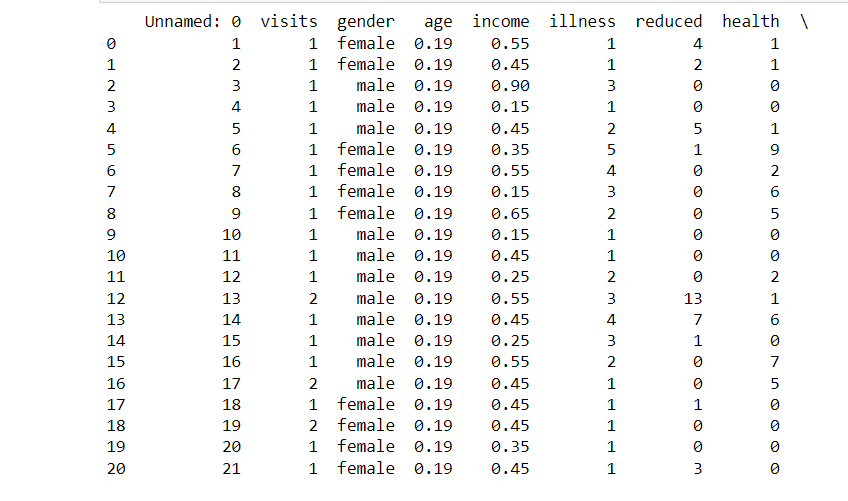 Unnamed: 0 visits gender age income illness reduced health \
0 1 1 female 0.19 0.55 1 4 1
1 2 1 female 0.19 0.45 1 2 1
2 3 1 male 0.19 0.90 3 0 0
3 4 1 male 0.19 0.15 1 0 0
4 5 1 male 0.19 0.45 2 5 1
5 6 1 female 0.19 0.35 5 1 9
6 7 1 female 0.19 0.55 4 0 2
7 8 1 female 0.19 0.15 3 0 6
8 9 1 female 0.19 0.65 2 0 5
9 10 1 male 0.19 0.15 1 0 0
10 11 1 male 0.19 0.45 1 0 0
11 12 1 male 0.19 0.25 2 0 2
12 13 2 male 0.19 0.55 3 13 1
13 14 1 male 0.19 0.45 4 7 6
14 15 1 male 0.19 0.25 3 1 0
15 16 1 male 0.19 0.55 2 0 7
16 17 2 male 0.19 0.45 1 0 5
17 18 1 female 0.19 0.45 1 1 0
18 19 2 female 0.19 0.45 1 0 0
19 20 1 female 0.19 0.35 1 0 0
20 21 1 female 0.19 0.45 1 3 0